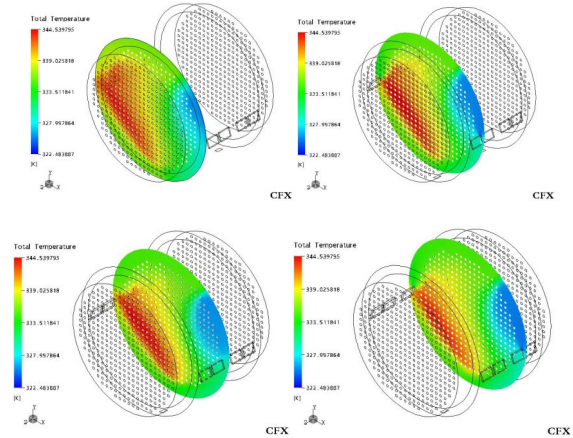 Total Temperature
344.539795
339.025818
333.511841
327.997864
322.483887
[K]
Y
Z X
CFX
Total Temperature
344.539795
339.025818
333.511841
327.997864
322.483887
[K]
Y
Z X
CFX
Total Temperature
344.539795
339.025818
333.511841
327.997864
322.483887
[K]
Y
Z X
CFX
Total Temperature
344.539795
339.025818
333.511841
327.997864
322.483887
[K]
Y
Z X
CFX